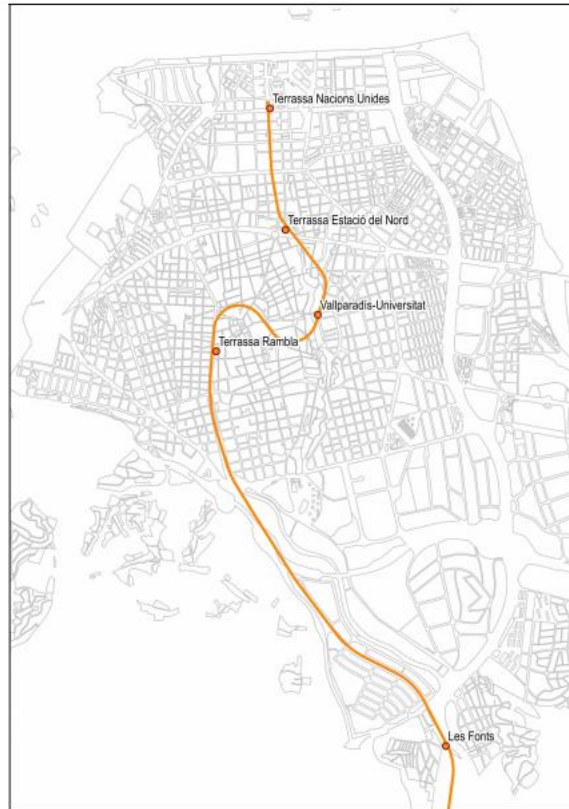 Terrassa Nacions Unides
Terrassa Estació del Nord
Vallparadís-Universitat
Terrassa Rambla
Les Fonts